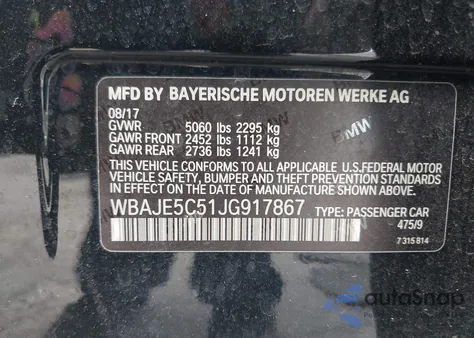 MFD BY BAYERISCHE MOTOREN WERKE AG
08/17
GVWR 5060 lbs 2295 kg
GAWR FRONT 2452 lbs 1112 kg
GAWR REAR 2736 lbs 1241 kg
THIS VEHICLE CONFORMS TO ALL APPLICABLE U.S.FEDERAL MOTOR
VEHICLE SAFETY, BUMPER AND THEFT PREVENTION STANDARDS
IN EFFECT ON THE DATE OF MANUFACTURE SHOWN ABOVE.
WBAJE5C51JG917867 TYPE: PASSENGER CAR
475/9
7 315 814
BMW
autoSnap